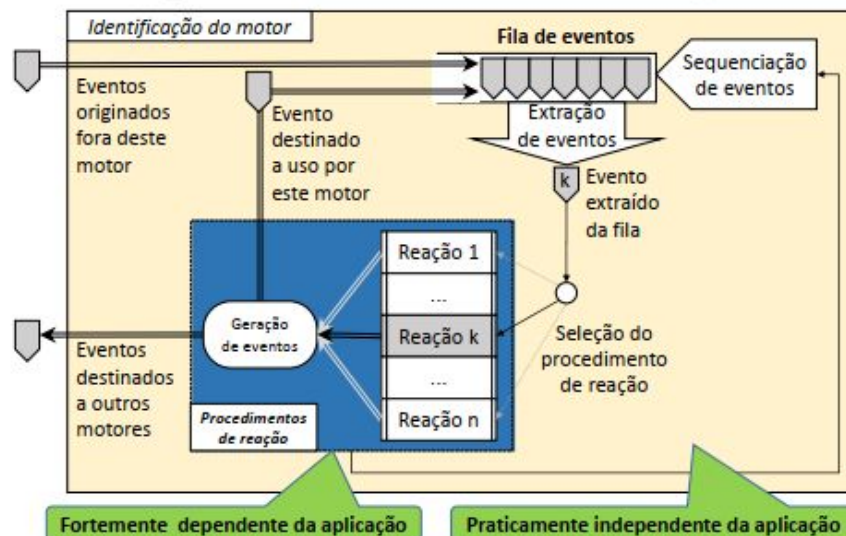 Identificação do motor
Fila de eventos
Sequenciação
de eventos
Eventos
originados
fora deste
motor
Evento
destinado
a uso por
este motor
Extração
de eventos
k
Evento
extraído
da fila
Reação 1
...
Reação k
...
Reação n
Geração
de eventos
Seleção do
procedimento
de reação
Eventos
destinados
a outros
motores
Procedimentos
de reação
Fortemente dependente da aplicação
Praticamente independente da aplicação